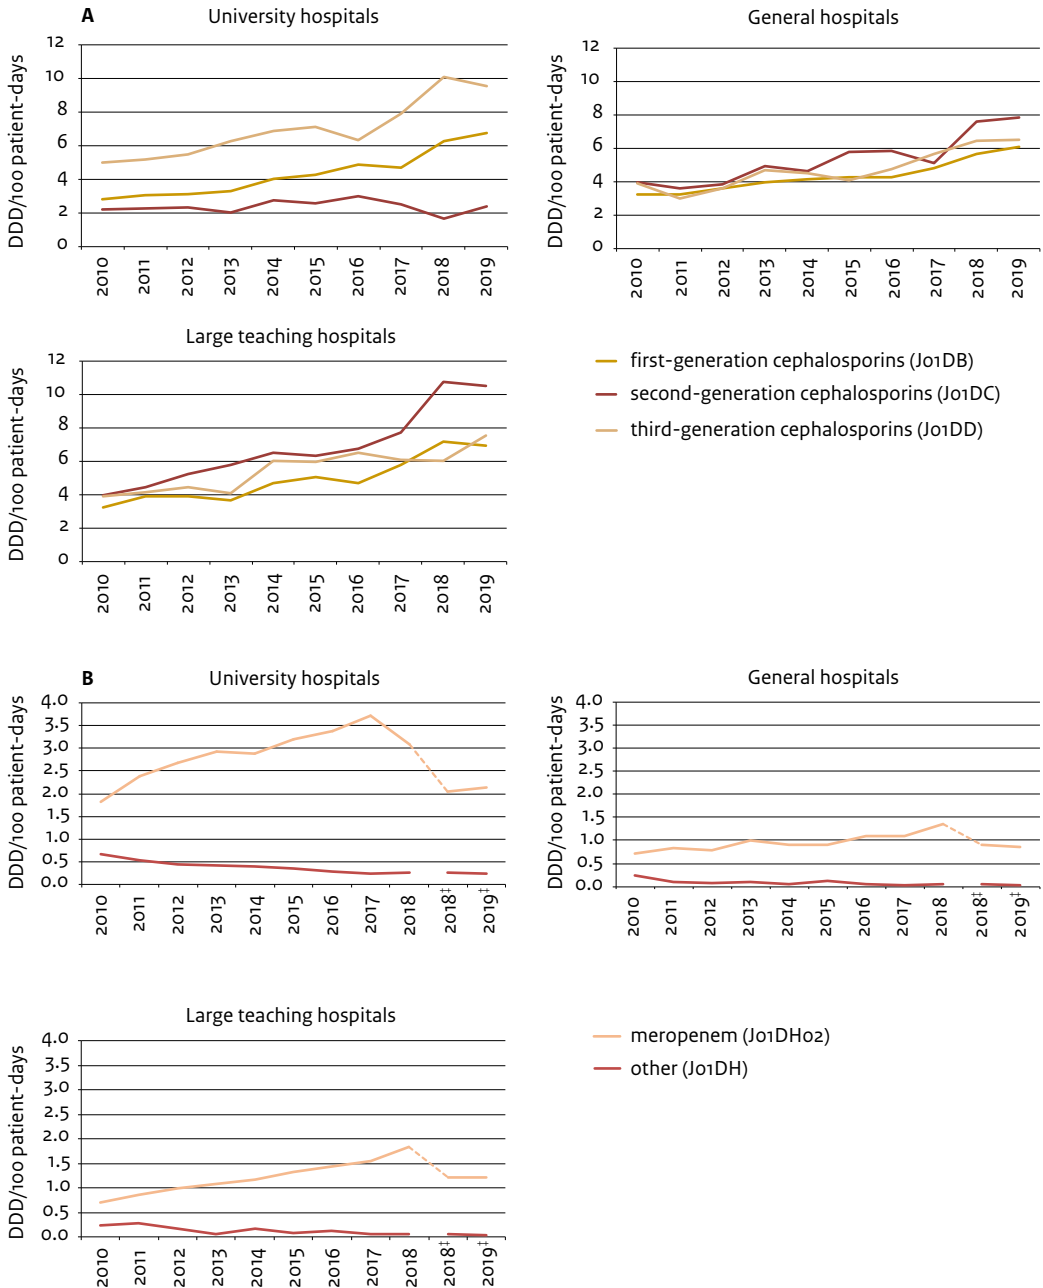 A
University hospitals
DDD/100 patient-days
12
10
8
6
4
2
0
2010 2011 2012 2013 2014 2015 2016 2017 2018 2019
General hospitals
DDD/100 patient-days
12
10
8
6
4
2
0
2010 2011 2012 2013 2014 2015 2016 2017 2018 2019
Large teaching hospitals
DDD/100 patient-days
12
10
8
6
4
2
0
2010 2011 2012 2013 2014 2015 2016 2017 2018 2019
first-generation cephalosporins (J01DB)
second-generation cephalosporins (J01DC)
third-generation cephalosporins (J01DD)
B
University hospitals
DDD/100 patient-days
4.0
3.5
3.0
2.5
2.0
1.5
1.0
0.5
0.0
2010 2011 2012 2013 2014 2015 2016 2017 2018 2018‡ 2019‡
General hospitals
DDD/100 patient-days
4.0
3.5
3.0
2.5
2.0
1.5
1.0
0.5
0.0
2010 2011 2012 2013 2014 2015 2016 2017 2018 2018‡ 2019‡
Large teaching hospitals
DDD/100 patient-days
4.0
3.5
3.0
2.5
2.0
1.5
1.0
0.5
0.0
2010 2011 2012 2013 2014 2015 2016 2017 2018 2018‡ 2019‡
meropenem (J01DH02)
other (J01DH)